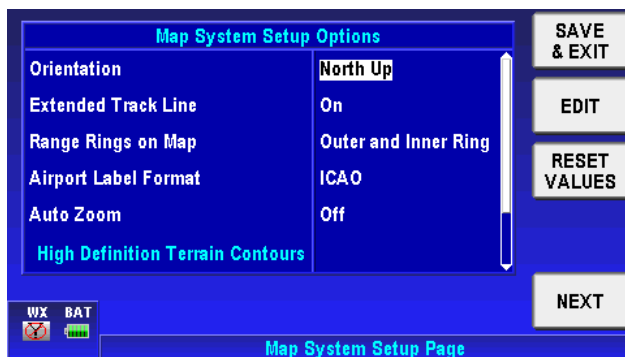 Map System Setup Options
Orientation North Up
Extended Track Line On
Range Rings on Map Outer and Inner Ring
Airport Label Format ICAO
Auto Zoom Off
High Definition Terrain Contours
SAVE
& EXIT
EDIT
RESET
VALUES
NEXT
WX BAT
Map System Setup Page